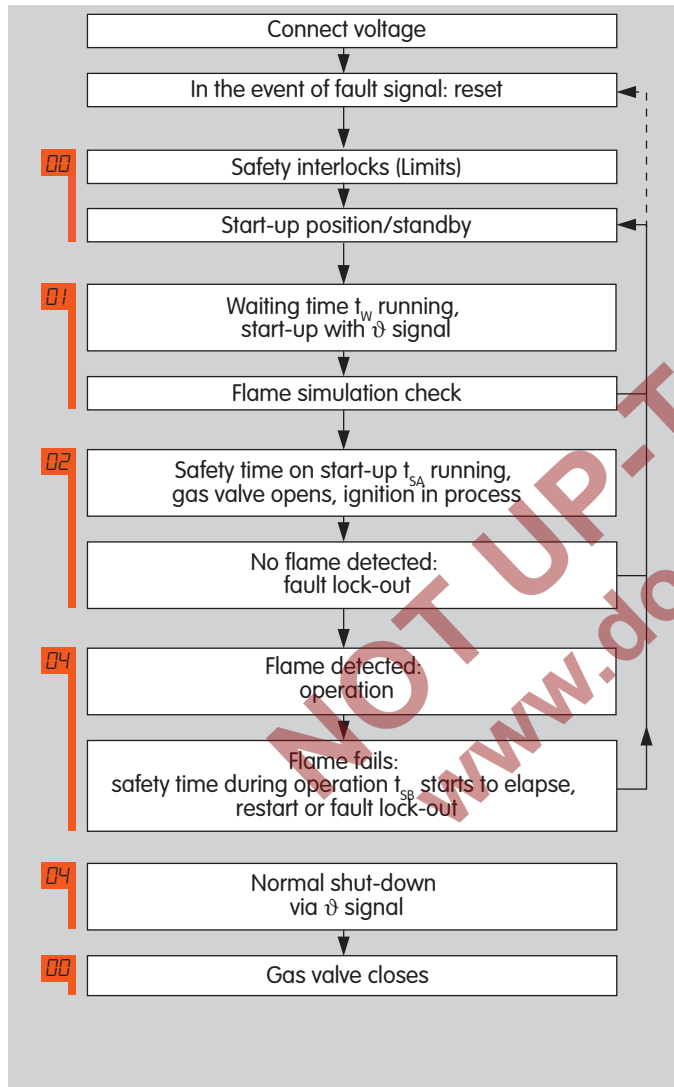 Connect voltage
In the event of fault signal: reset
00
Safety interlocks (Limits)
Start-up position/standby
01
Waiting time tW running,
start-up with ϑ signal
Flame simulation check
02
Safety time on start-up tSA running,
gas valve opens, ignition in process
No flame detected:
fault lock-out
04
Flame detected:
operation
Flame fails:
safety time during operation tSB starts to elapse,
restart or fault lock-out
04
Normal shut-down
via ϑ signal
00
Gas valve closes
NOT UP-T
www.do